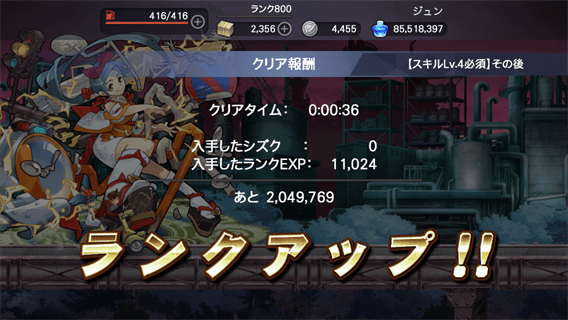 ランク800
ジュン
416/416
2,356
4,455
85,518,397
クリア報酬
【スキルLv.4必須】その後
クリアタイム： 0:00:36
入手したシズク ： 0
入手したランクEXP： 11,024
あと 2,049,769
ランクアップ!!